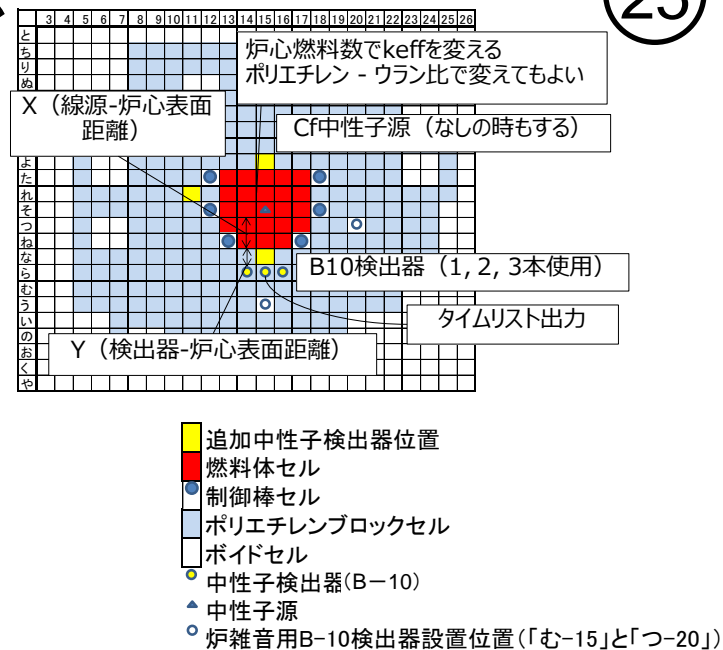 25
3 4 5 6 7 8 9 10 11 12 13 14 15 16 17 18 19 20 21 22 23 24 25 26
と
ち
り
ぬ
炉心燃料数でkeffを変える
ポリエチレン - ウラン比で変えてもよい
X（線源-炉心表面
距離）
Cf中性子源（なしの時もする）
よ
た
れ
そ
つ
ね
な
ら
む
う
い
の
お
く
や
B10検出器（1, 2, 3本使用）
タイムリスト出力
Y（検出器-炉心表面距離）
追加中性子検出器位置
燃料体セル
制御棒セル
ポリエチレンブロックセル
ボイドセル
中性子検出器(B－10)
中性子源
炉雑音用B-10検出器設置位置(「む-15」と「つ-20」)